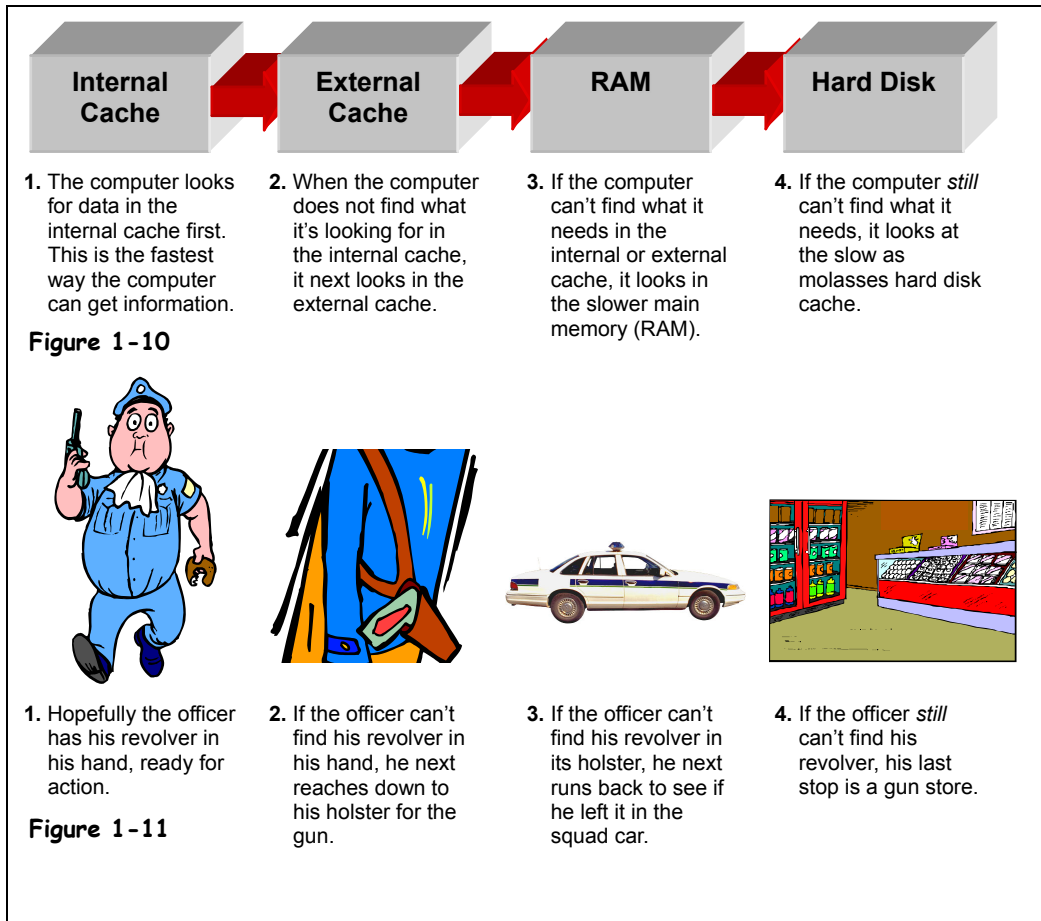 Internal
Cache
External
Cache
RAM
Hard Disk
1. The computer looks
for data in the
internal cache first.
This is the fastest
way the computer
can get information.
2. When the computer
does not find what
it's looking for in
the internal cache,
it next looks in the
external cache.
3. If the computer
can't find what it
needs in the
internal or external
cache, it looks in
the slower main
memory (RAM).
4. If the computer still
can't find what it
needs, it looks at
the slow as
molasses hard disk
cache.
Figure 1-10
1. Hopefully the officer
has his revolver in
his hand, ready for
action.
2. If the officer can't
find his revolver in
his hand, he next
reaches down to
his holster for the
gun.
3. If the officer can't
find his revolver in
its holster, he next
runs back to see if
he left it in the
squad car.
4. If the officer still
can't find his
revolver, his last
stop is a gun store.
Figure 1-11